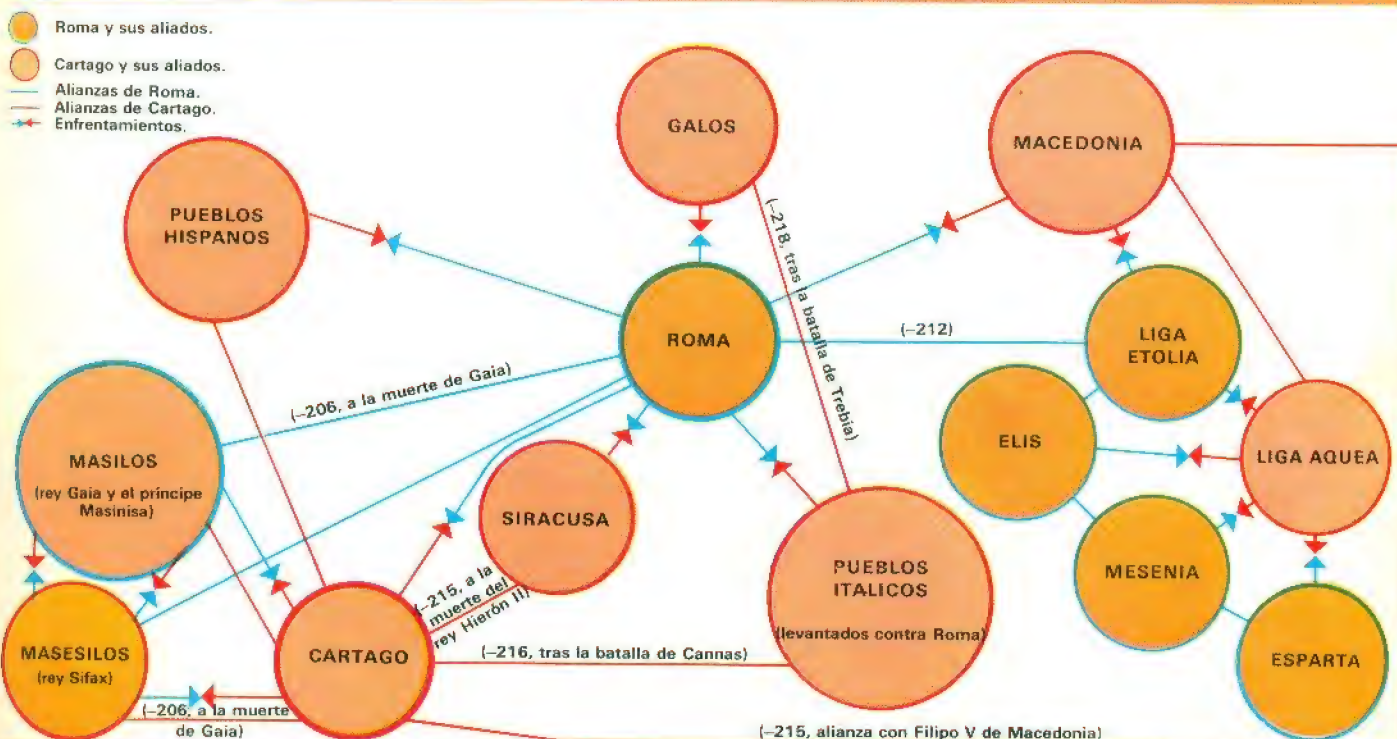 Roma y sus aliados.
Cartago y sus aliados.
Alianzas de Roma.
Alianzas de Cartago.
Enfrentamientos.
GALOS
MACEDONIA
PUEBLOS
HISPANOS
(–218, tras la batalla de Trebia)
ROMA
(–212)
LIGA
ETOLIA
(–206, a la muerte de Gaia)
ELIS
LIGA AQUEA
MASILOS
(rey Gaia y el príncipe
Masinisa)
SIRACUSA
PUEBLOS
ITALICOS
(levantados contra Roma)
MESENIA
(–215, a la
muerte del
rey Hierón II)
MASESILOS
(rey Sifax)
CARTAGO
(–216, tras la batalla de Cannas)
ESPARTA
(–206, a la muerte
de Gaia)
(–215, alianza con Filipo V de Macedonia)